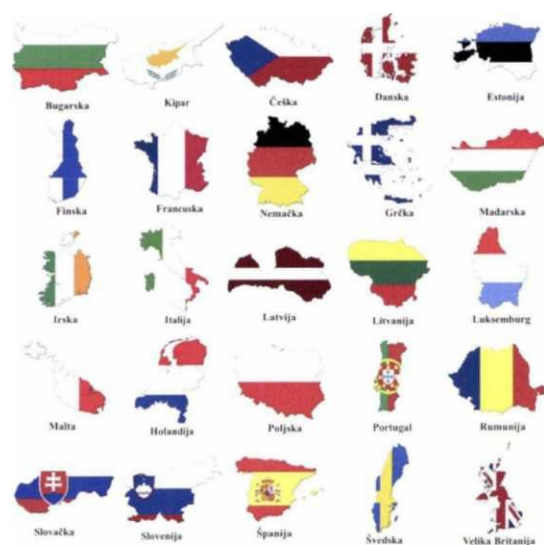 Bugarska Kipar Češka Danska Estonija
Finska Francuska Nemačka Grčka Mađarska
Irska Italija Latvija Litvanija Luksemburg
Malta Holandija Poljska Portugal Rumunija
Slovačka Slovenija Španija Švedska Velika Britanija